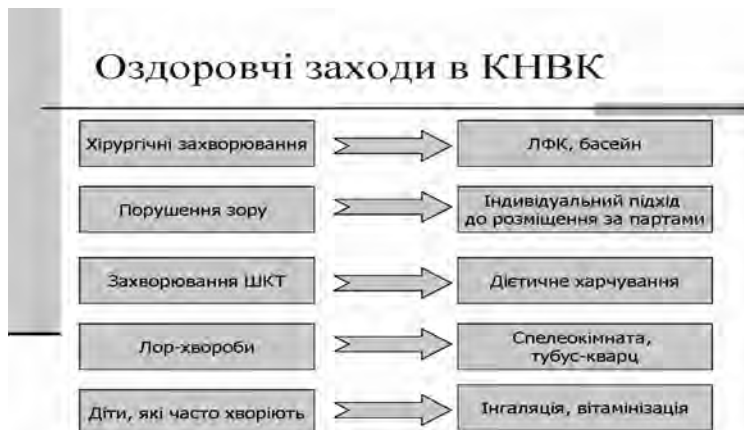 Оздоровчі заходи в КНВК
Хірургічні захворювання
ЛФК, басейн
Порушення зору
Індивідуальний підхід
до розміщення за партами
Захворювання ШКТ
Дієтичне харчування
Лор-хвороби
Спелеокімната,
тубус-кварц
Діти, які часто хворіють
Інгаляція, вітамінізація